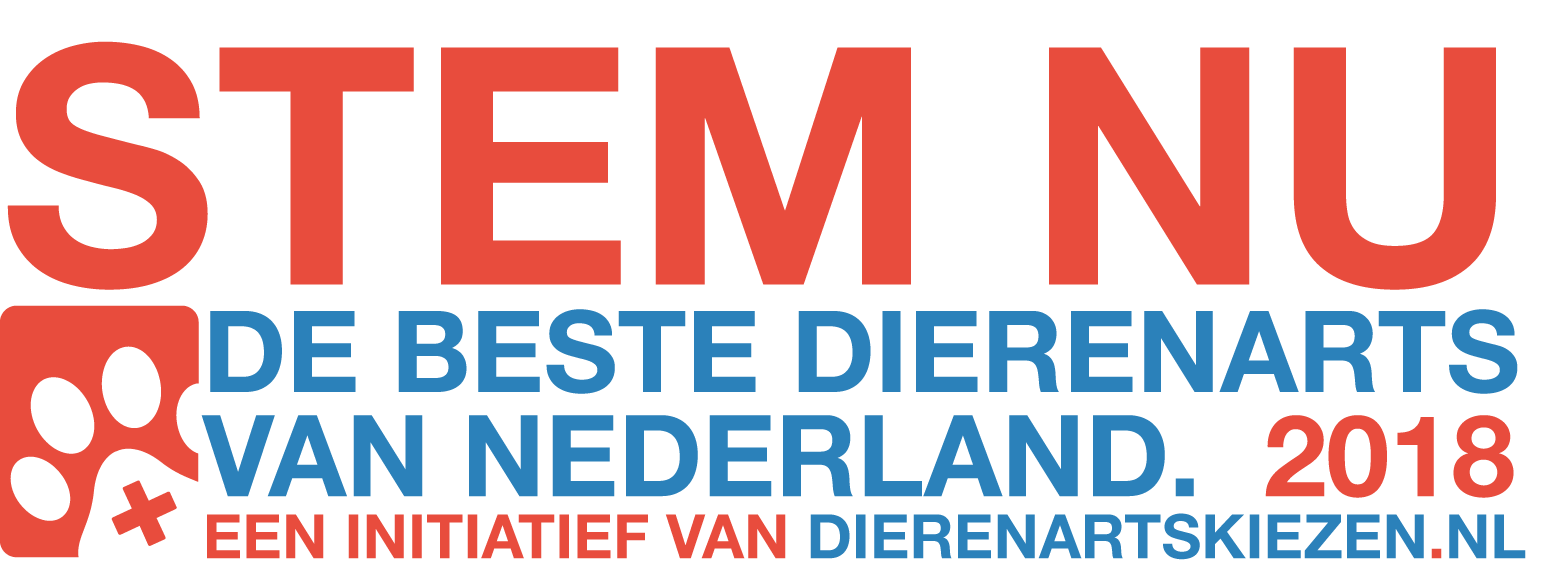 STEM NU
DE BESTE DIERENARTS
VAN NEDERLAND. 2018
EEN INITIATIEF VAN DIERENARTSKIEZEN.NL